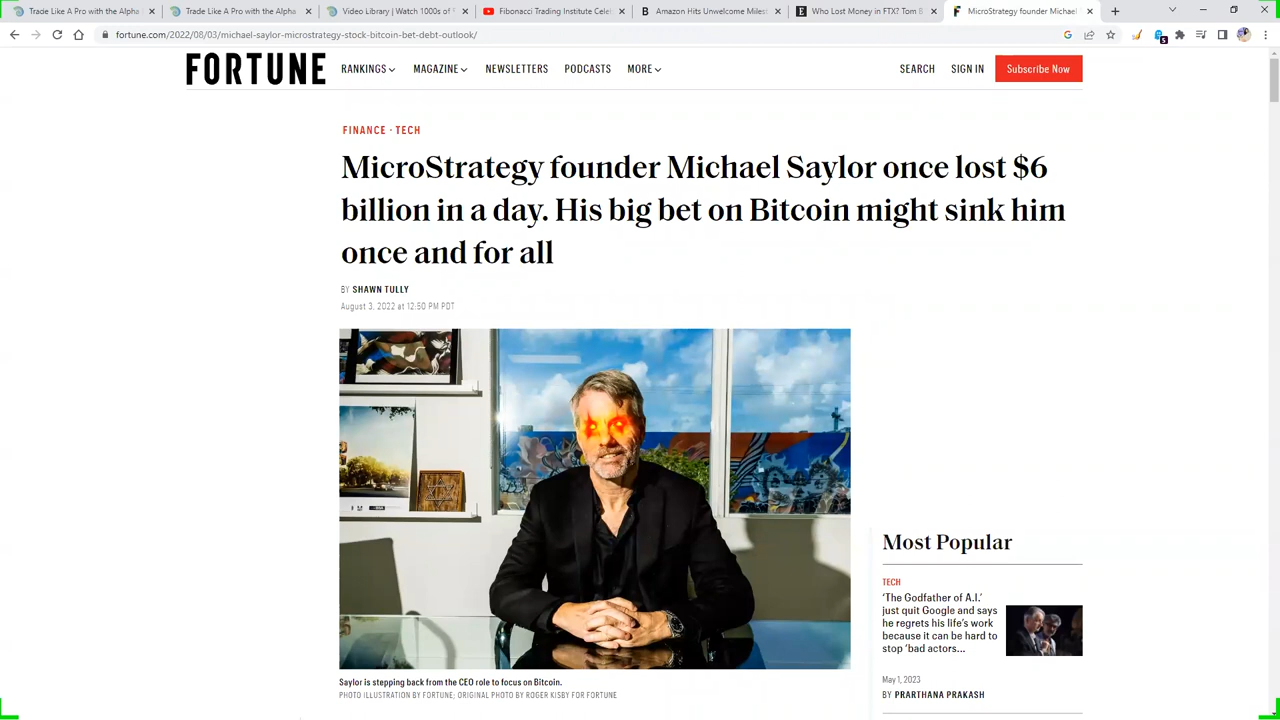 Trade Like A Pro with the Alpha
Trade Like A Pro with the Alpha
Video Library | Watch 1000s of
Fibonacci Trading Institute Cele
Amazon Hits Unwelcome Miles
Who Lost Money in FTX? Tom B
MicroStrategy founder Michael
fortune.com/2022/08/03/michael-saylor-microstrategy-stock-bitcoin-bet-debt-outlook/
FORTUNE
RANKINGS
MAGAZINE
NEWSLETTERS
PODCASTS
MORE
SEARCH
SIGN IN
Subscribe Now
FINANCE · TECH
MicroStrategy founder Michael Saylor once lost $6
billion in a day. His big bet on Bitcoin might sink him
once and for all
BY SHAWN TULLY
August 3, 2022 at 12:50 PM PDT
Saylor is stepping back from the CEO role to focus on Bitcoin.
PHOTO ILLUSTRATION BY FORTUNE; ORIGINAL PHOTO BY ROGER KISBY FOR FORTUNE
Most Popular
TECH
‘The Godfather of A.I.’
just quit Google and says
he regrets his life’s work
because it can be hard to
stop ‘bad actors...
May 1, 2023
BY PRARTHANA PRAKASH